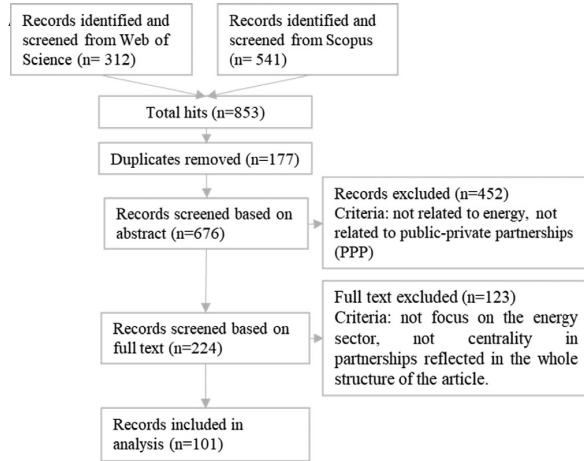 Records identified and
screened from Web of
Science (n= 312)
Records identified and
screened from Scopus
(n= 541)
Total hits (n=853)
Duplicates removed (n=177)
Records screened based on
abstract (n=676)
Records excluded (n=452)
Criteria: not related to energy, not
related to public-private partnerships
(PPP)
Records screened based on
full text (n=224)
Full text excluded (n=123)
Criteria: not focus on the energy
sector, not centrality in
partnerships reflected in the whole
structure of the article.
Records included in
analysis (n=101)